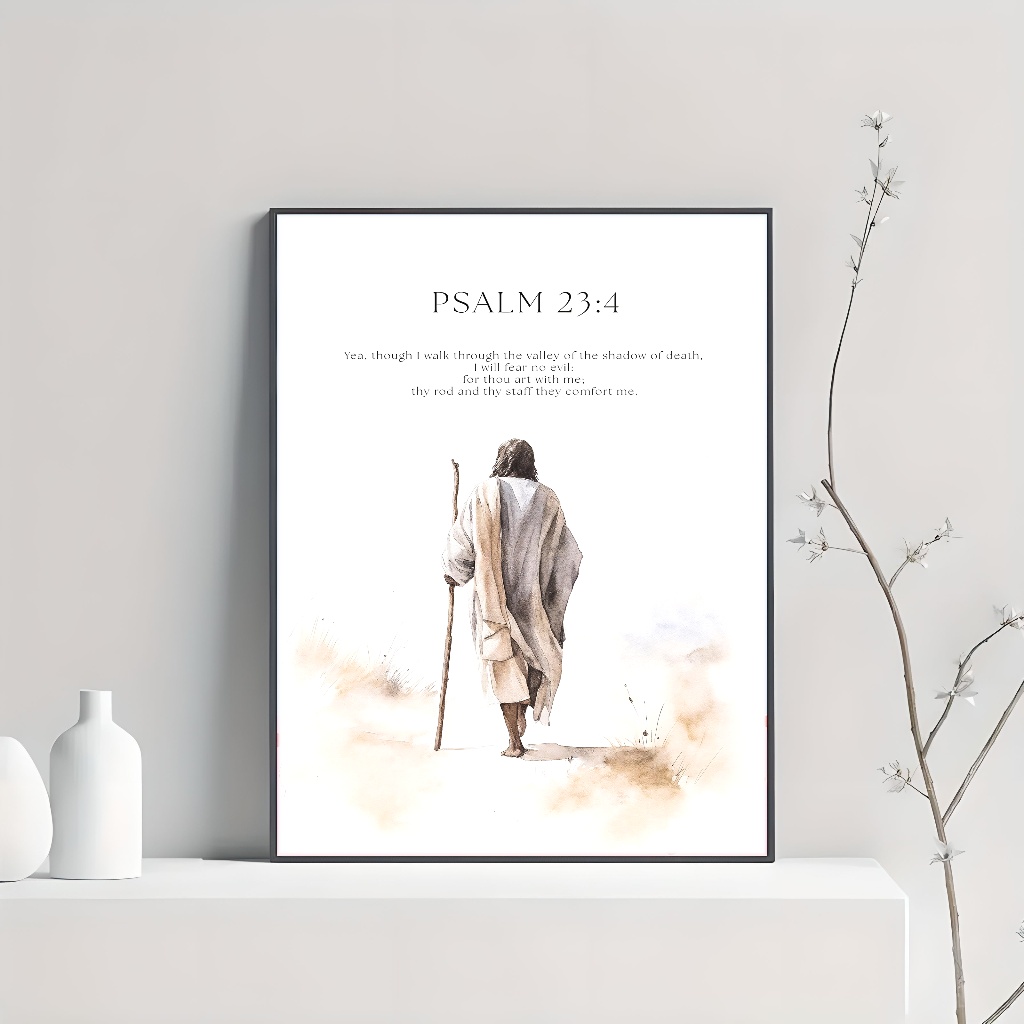 PSALM 23:4
Yea, though I walk through the valley of the shadow of death,
I will fear no evil:
for thou art with me;
thy rod and thy staff they comfort me.